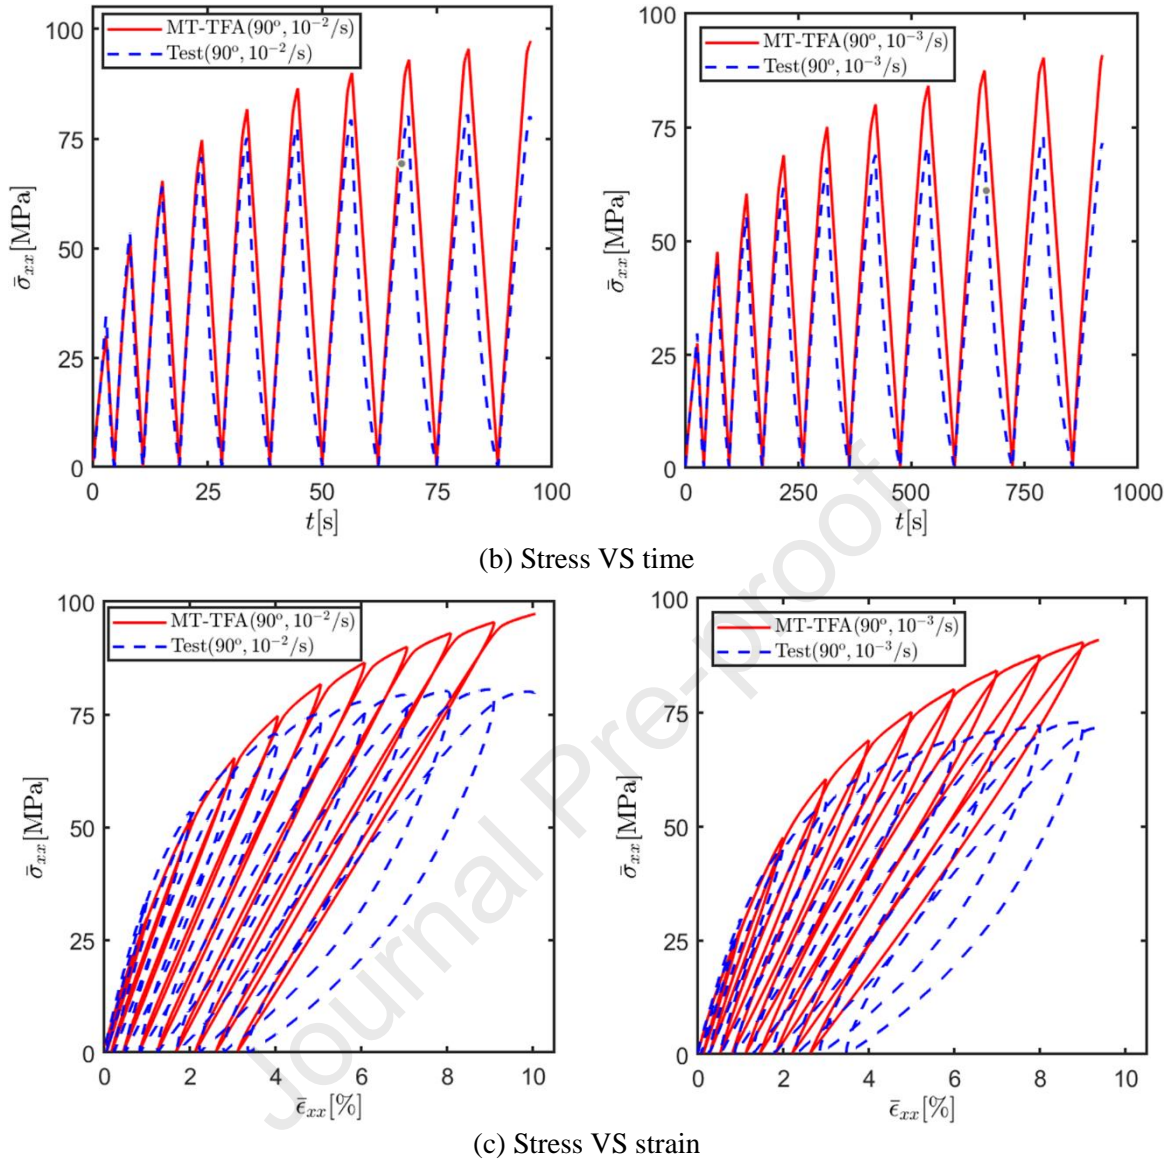 MT-TFA(90°, 10⁻²/s)
Test(90°, 10⁻²/s)
100
75
50
25
0
σ̄xx[MPa]
0 25 50 75 100
t[s]
MT-TFA(90°, 10⁻³/s)
Test(90°, 10⁻³/s)
100
75
50
25
0
σ̄xx[MPa]
0 250 500 750 1000
t[s]
(b) Stress VS time
MT-TFA(90°, 10⁻²/s)
Test(90°, 10⁻²/s)
100
75
50
25
0
σ̄xx[MPa]
0 2 4 6 8 10
ϵ̄xx[%]
MT-TFA(90°, 10⁻³/s)
Test(90°, 10⁻³/s)
100
75
50
25
0
σ̄xx[MPa]
0 2 4 6 8 10
ϵ̄xx[%]
(c) Stress VS strain
Journal Pre-proof